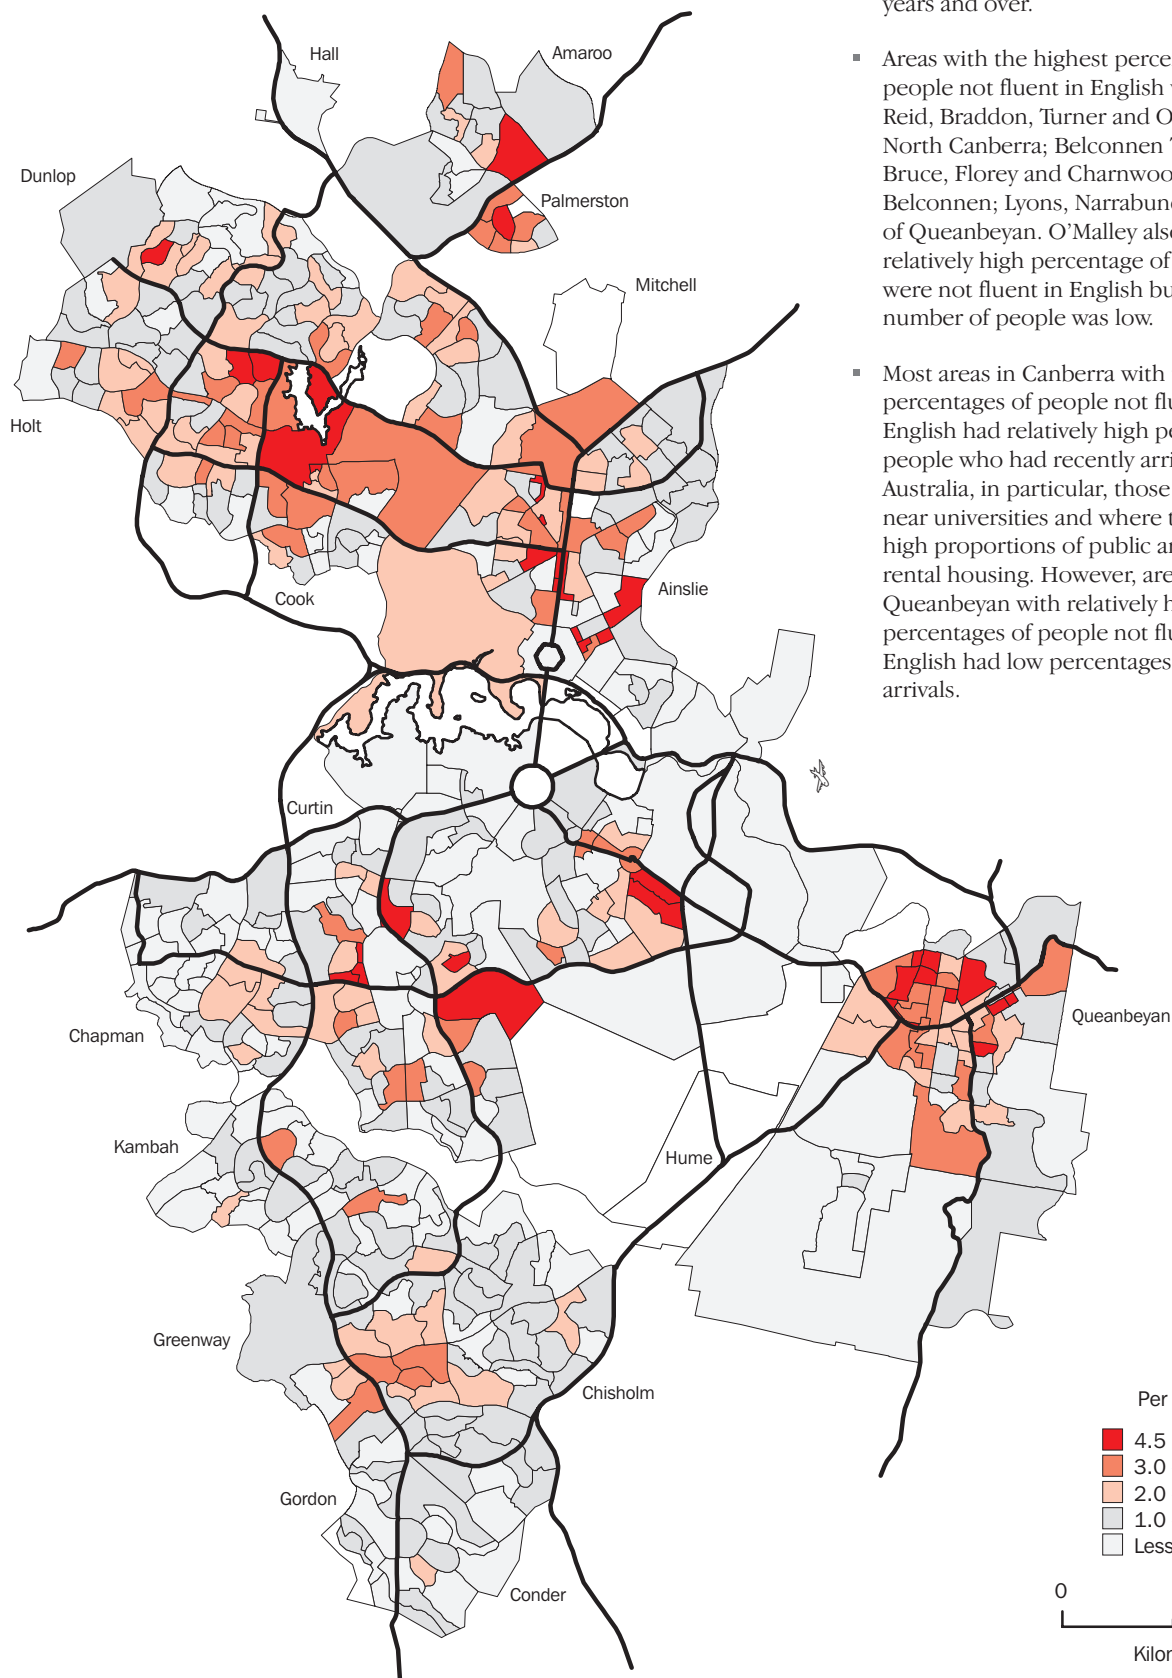 years and over.
Areas with the highest perce
people not fluent in English
Reid, Braddon, Turner and O
North Canberra; Belconnen
Bruce, Florey and Charnwoo
Belconnen; Lyons, Narrabun
of Queanbeyan. O'Malley als
relatively high percentage of
were not fluent in English bu
number of people was low.
Most areas in Canberra with
percentages of people not flu
English had relatively high pe
people who had recently arri
Australia, in particular, those
near universities and where t
high proportions of public ar
rental housing. However, are
Queanbeyan with relatively h
percentages of people not flu
English had low percentages
arrivals.
Hall
Amaroo
Dunlop
Palmerston
Mitchell
Holt
Cook
Ainslie
Curtin
Chapman
Queanbeyan
Kambah
Hume
Greenway
Chisholm
Gordon
Conder
Per
4.5
3.0
2.0
1.0
Less
0
Kilor